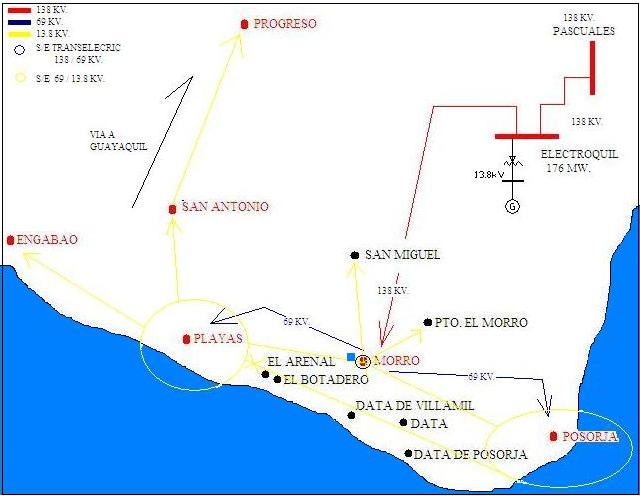 138 KV.
69 KV.
13.8 KV.
S/E TRANSELECRIC
138 / 69 KV.
S/E 69 / 13.8 KV.
PROGRESO
138 KV.
PASCUALES
138 KV.
VIA A
GUAYAQUIL
ELECTROQUIL
176 MW.
13.8KV
G
SAN ANTONIO
ENGABAO
SAN MIGUEL
138 KV.
69 KV.
PTO. EL MORRO
PLAYAS
EL ARENAL
MORRO
EL BOTADERO
69 KV.
DATA DE VILLAMIL
DATA
POSORJA
DATA DE POSORJA